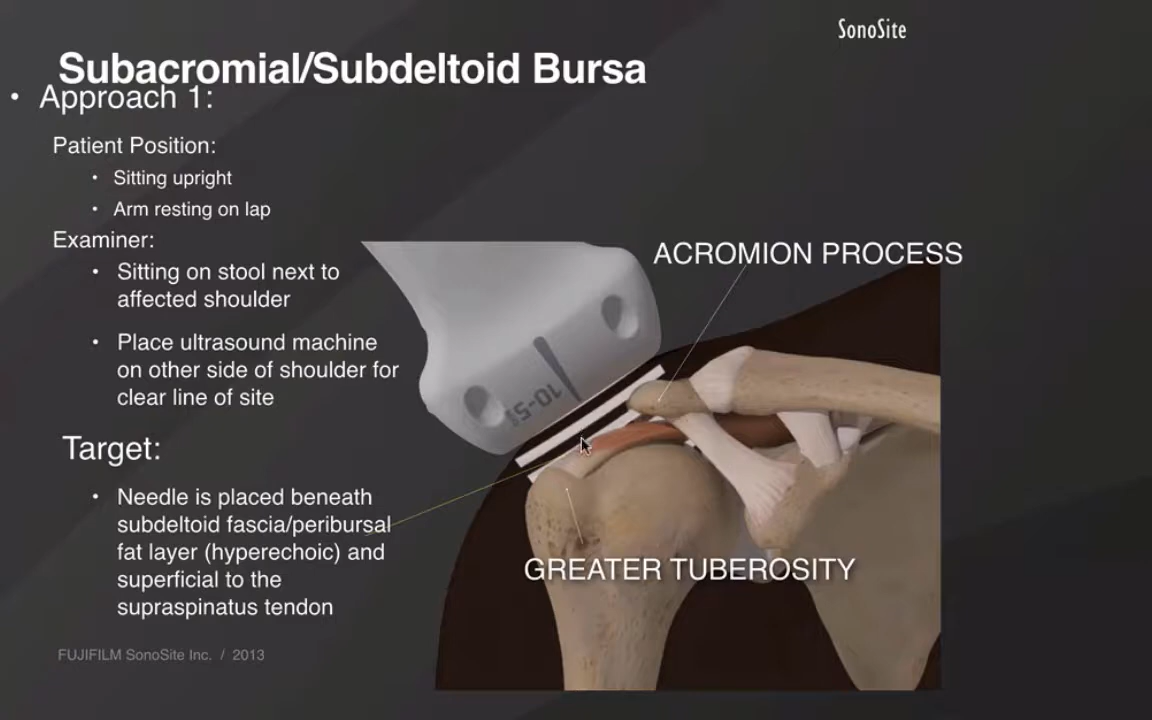 SonoSite
Subacromial/Subdeltoid Bursa
• Approach 1:
Patient Position:
• Sitting upright
• Arm resting on lap
Examiner:
• Sitting on stool next to
affected shoulder
• Place ultrasound machine
on other side of shoulder for
clear line of site
Target:
• Needle is placed beneath
subdeltoid fascia/peribursal
fat layer (hyperechoic) and
superficial to the
supraspinatus tendon
ACROMION PROCESS
10-5
GREATER TUBEROSITY
FUJIFILM SonoSite Inc. / 2013